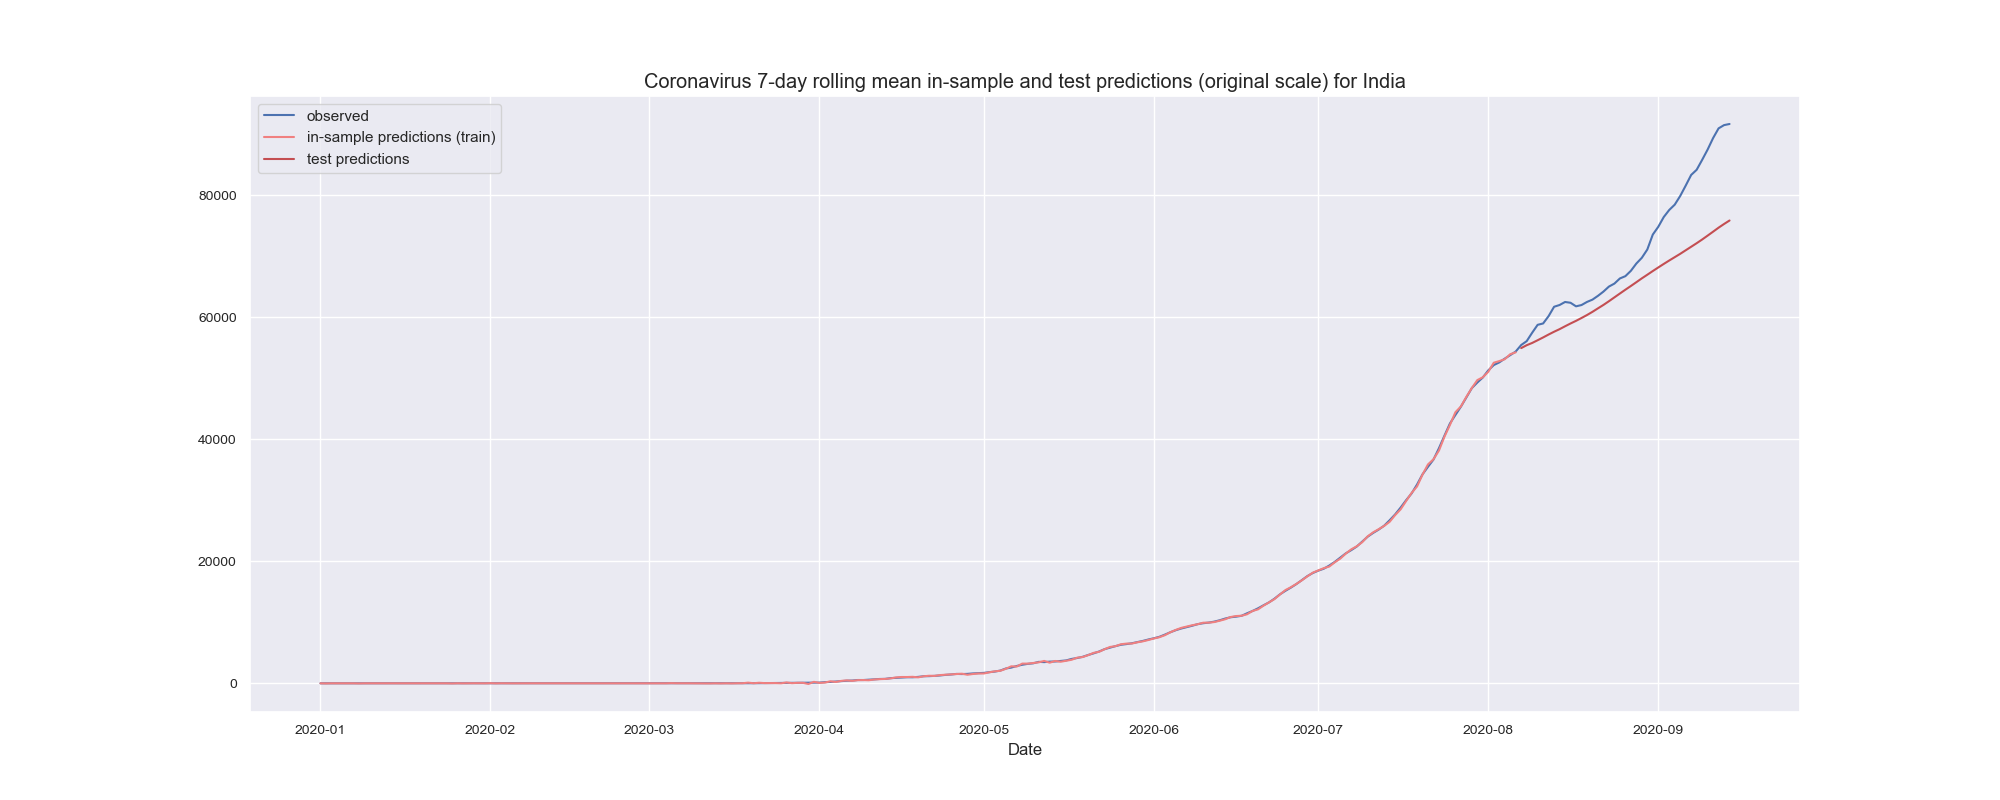 Coronavirus 7-day rolling mean in-sample and test predictions (original scale) for India
observed
in-sample predictions (train)
test predictions
80000
60000
40000
20000
0
2020-01 2020-02 2020-03 2020-04 2020-05 2020-06 2020-07 2020-08 2020-09
Date